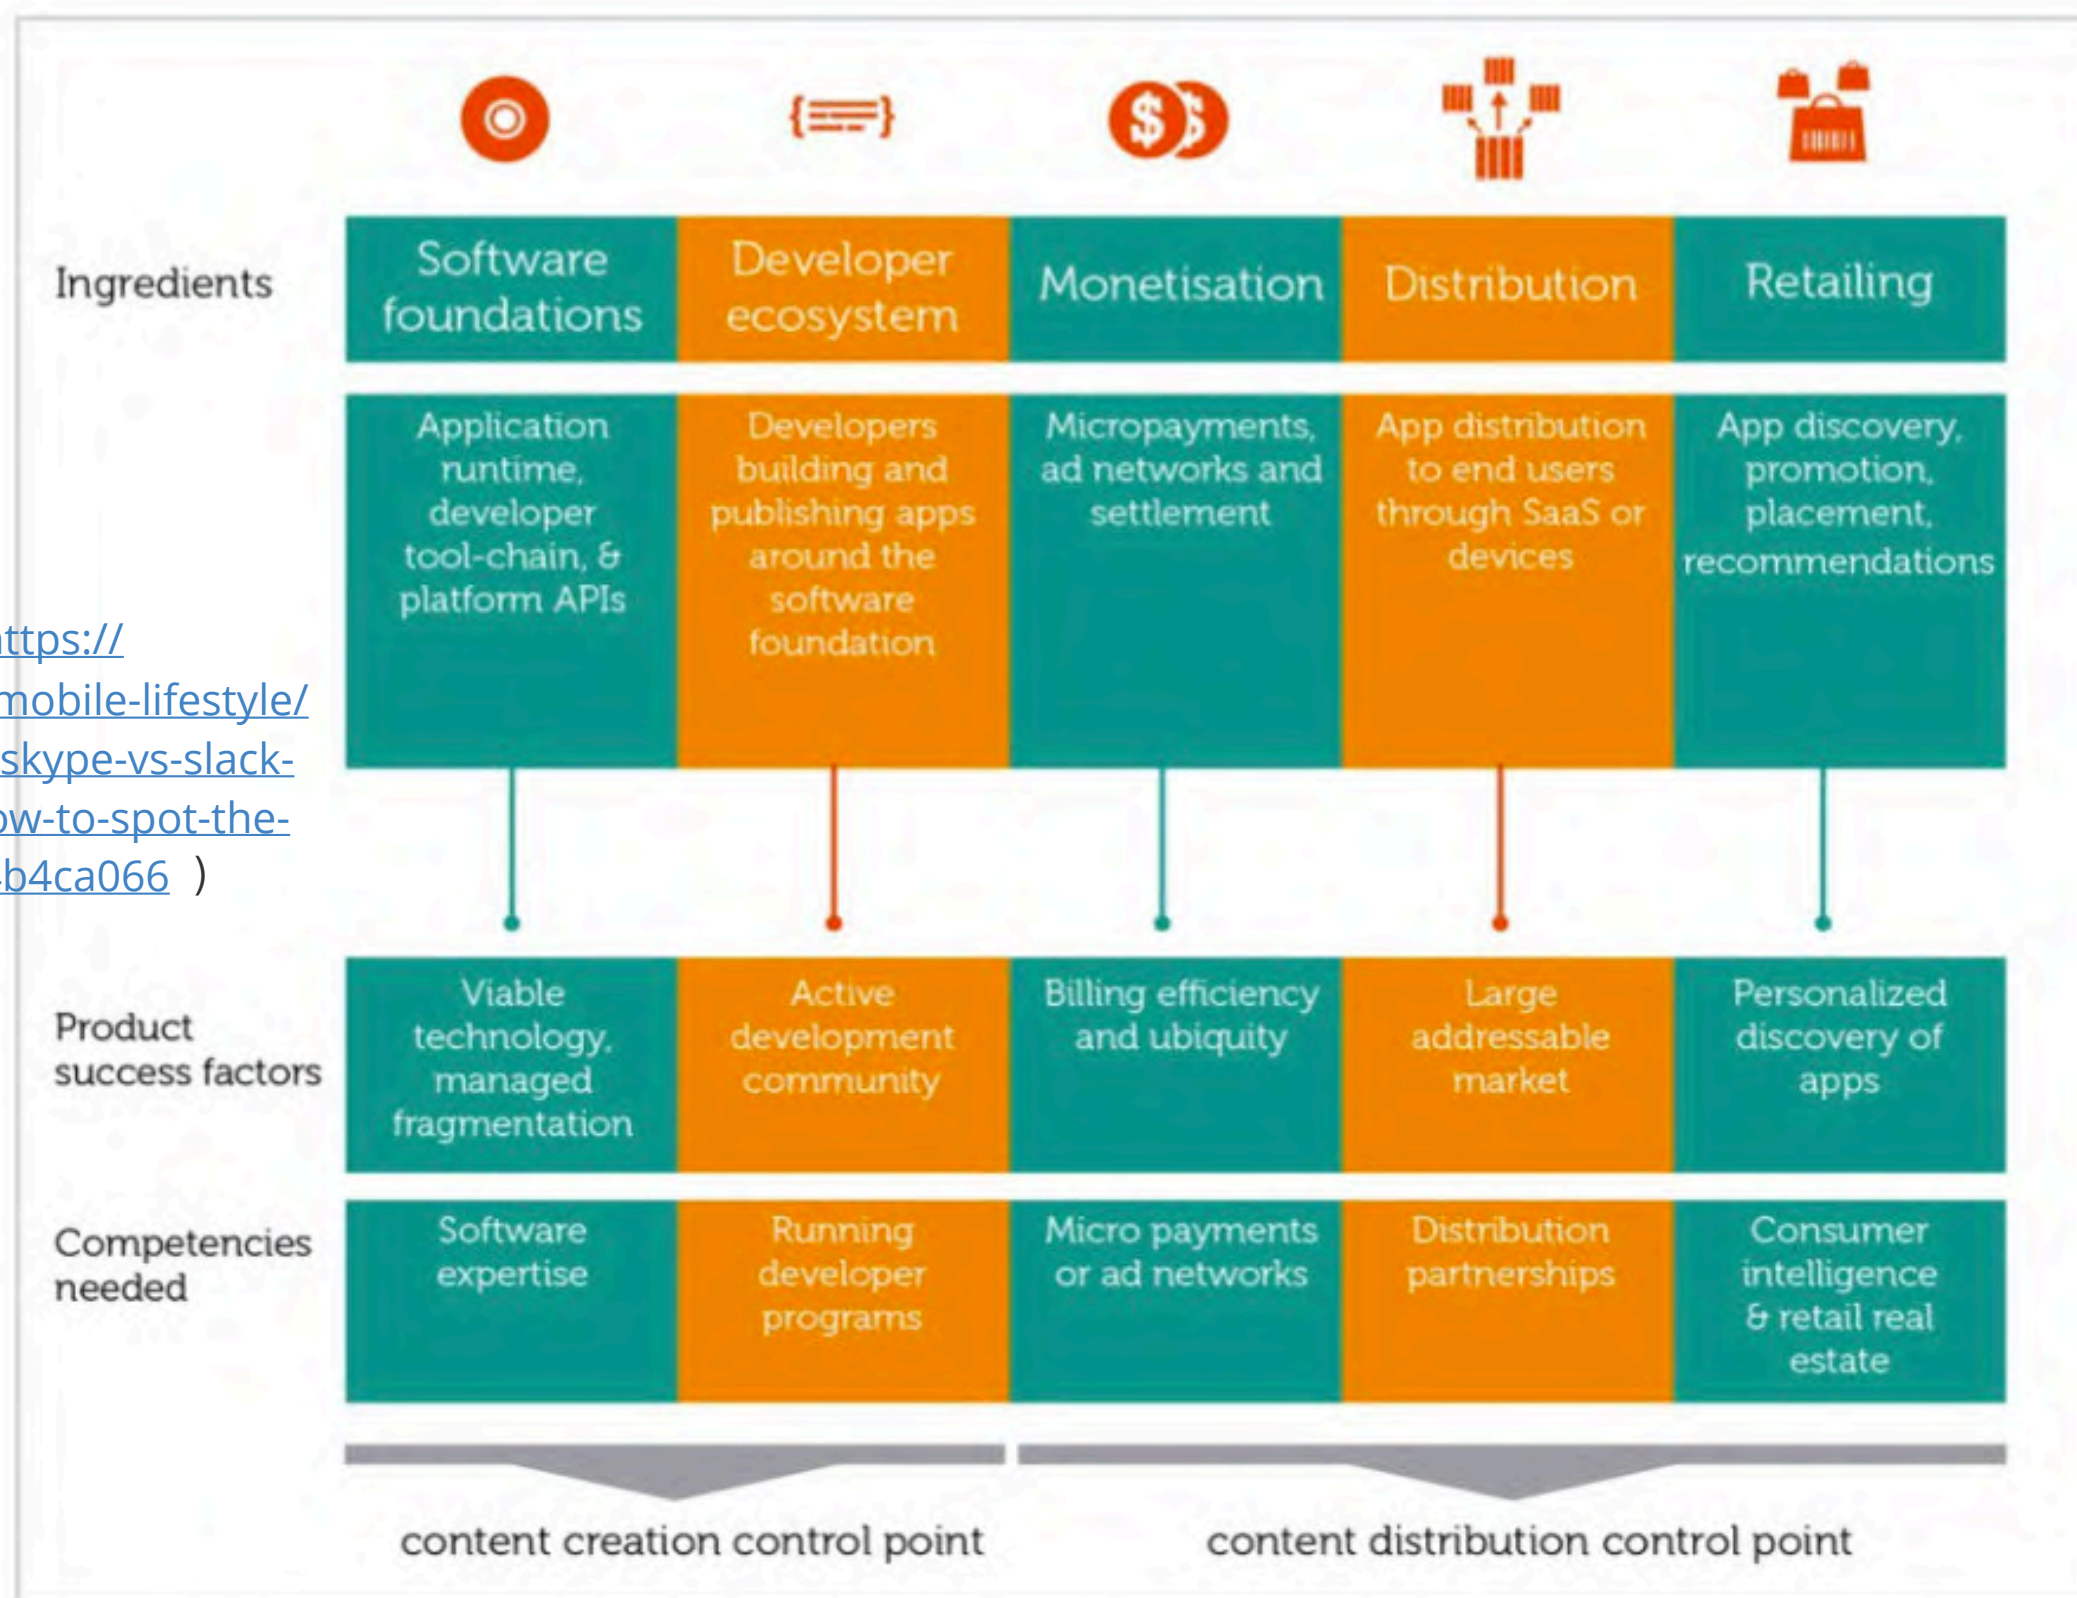 Ingredients
Software
foundations
Developer
ecosystem
Monetisation
Distribution
Retailing
Application
runtime,
developer
tool-chain, &
platform APIs
Developers
building and
publishing apps
around the
software
foundation
Micropayments,
ad networks and
settlement
App distribution
to end users
through SaaS or
devices
App discovery,
promotion,
placement,
recommendations
ttps://
mobile-lifestyle/
skype-vs-slack-
ow-to-spot-the-
b4ca066 )
Product
success factors
Viable
technology,
managed
fragmentation
Active
development
community
Billing efficiency
and ubiquity
Large
addressable
market
Personalized
discovery of
apps
Competencies
needed
Software
expertise
Running
developer
programs
Micro payments
or ad networks
Distribution
partnerships
Consumer
intelligence
& retail real
estate
content creation control point
content distribution control point